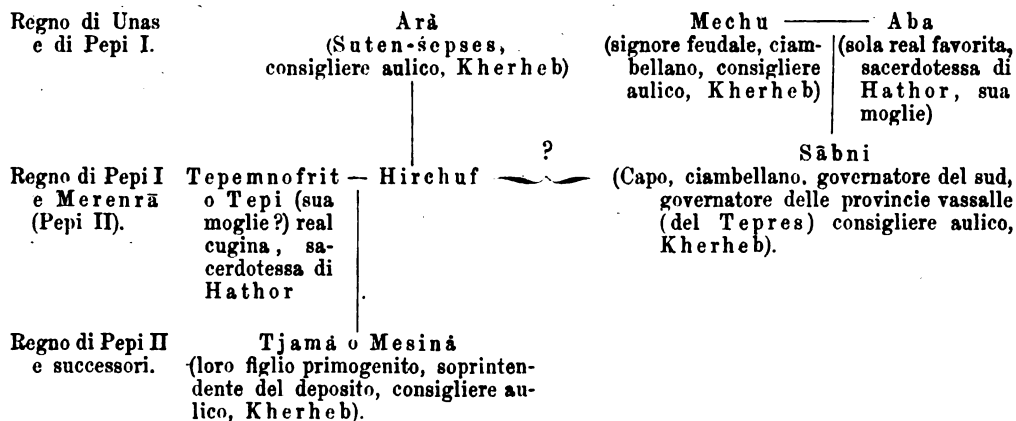 Regno di Unas
e di Pepi I.
Arȧ
(Suten-śepses,
consigliere aulico, Kherheb)
Mechu — Aba
(signore feudale, ciam-
bellano, consigliere
aulico, Kherheb)
(sola real favorita,
sacerdotessa di
Hathor, sua
moglie)
Regno di Pepi I
e Merenrā
(Pepi II).
Tepemnofrit — Hirchuf
o Tepi (sua
moglie?) real
cugina, sa-
cerdotessa di
Hathor
?
Sābni
(Capo, ciambellano, governatore del sud,
governatore delle provincie vassalle
(del Tepres) consigliere aulico,
Kherheb).
Regno di Pepi II
e successori.
Tjamȧ o Mesinȧ
(loro figlio primogenito, soprinten-
dente del deposito, consigliere au-
lico, Kherheb).